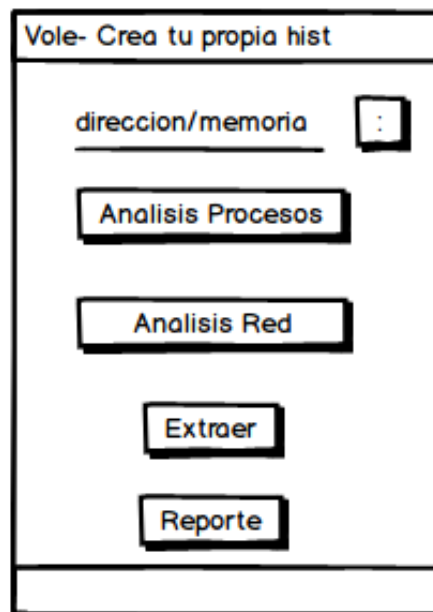 Vole- Crea tu propia hist
direccion/memoria :
Analisis Procesos
Analisis Red
Extraer
Reporte